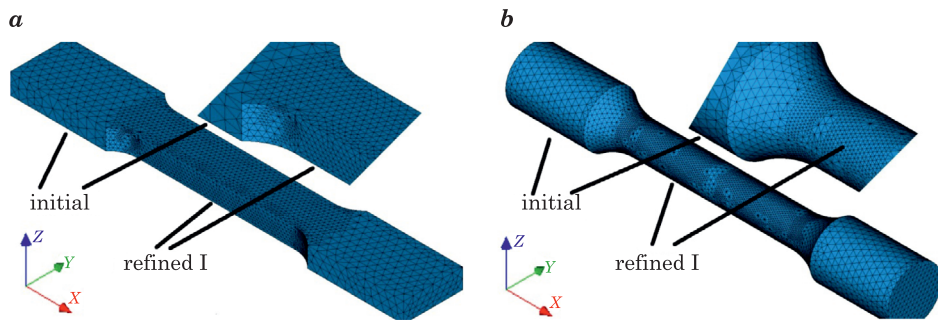 a
initial
refined I
Z
Y
X
b
initial
refined I
Z
Y
X